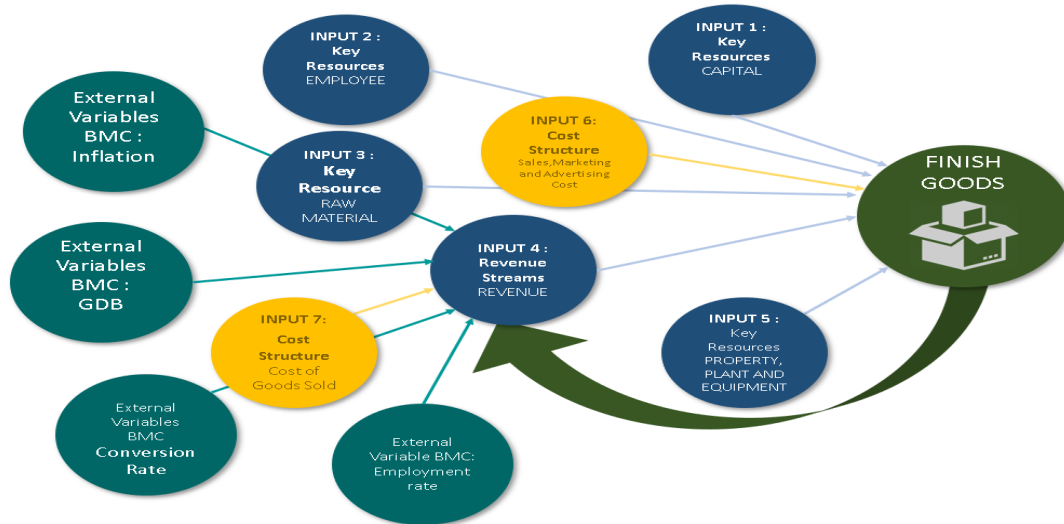 INPUT 2 :
Key
Resources
EMPLOYEE
INPUT 1 :
Key
Resources
CAPITAL
External
Variables
BMC :
Inflation
INPUT 6:
Cost
Structure
Sales,Marketing
and Advertising
Cost
INPUT 3 :
Key
Resource
RAW
MATERIAL
FINISH
GOODS
External
Variables
BMC :
GDB
INPUT 4 :
Revenue
Streams
REVENUE
INPUT 7:
Cost
Structure
Cost of
Goods Sold
INPUT 5 :
Key
Resources
PROPERTY,
PLANT AND
EQUIPMENT
External
Variables
BMC
Conversion
Rate
External
Variable BMC:
Employment
rate